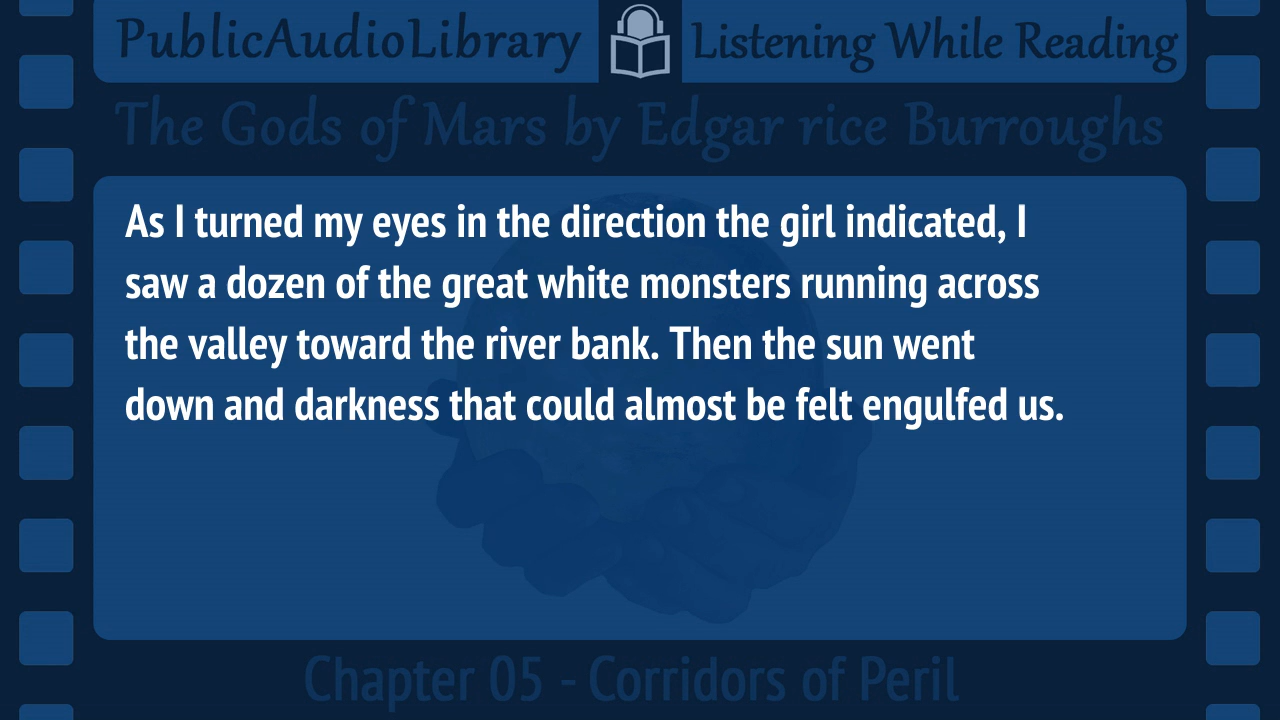 PublicAudioLibrary Listening While Reading
The Gods of Mars by Edgar rice Burroughs
As I turned my eyes in the direction the girl indicated, I
saw a dozen of the great white monsters running across
the valley toward the river bank. Then the sun went
down and darkness that could almost be felt engulfed us.
Chapter 05 - Corridors of Peril